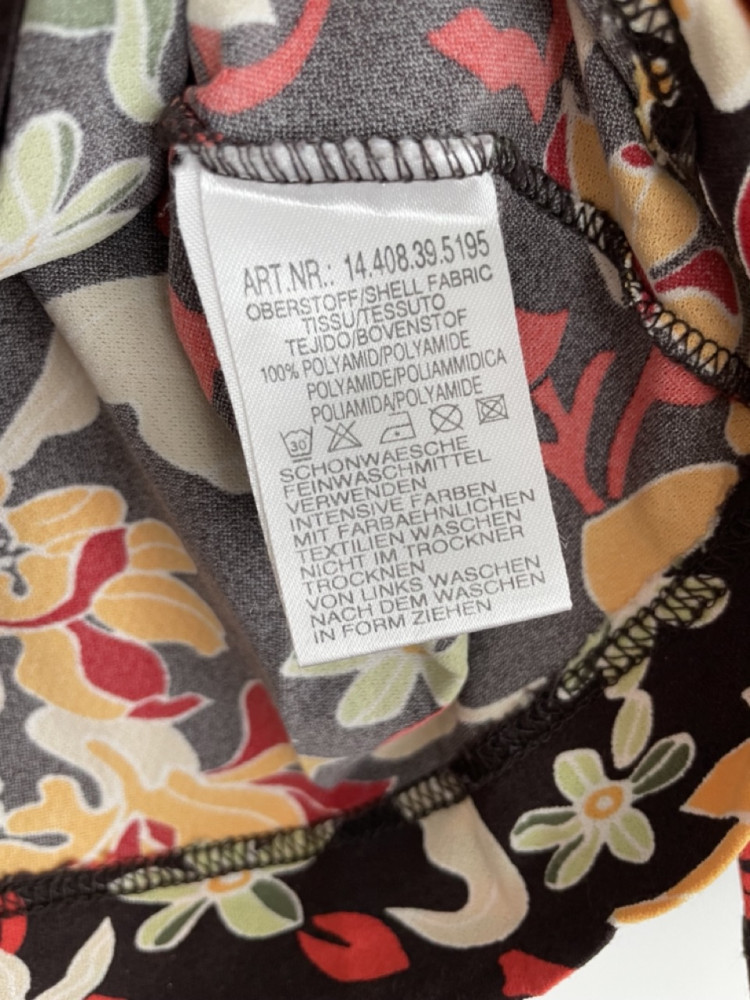 ART.NR.: 14.408.39.5195
OBERSTOFF/SHELL FABRIC
TISSU/TESSUTO
TEJIDO/BOVENSTOF
100% POLYAMID/POLYAMIDE
POLYAMIDE/POLIAMMIDICA
POLIAMIDA/POLYAMIDE
30
SCHONWAESCHE
FEINWASCHMITTEL
VERWENDEN
INTENSIVE FARBEN
MIT FARBAEHNLICHEN
TEXTILIEN WASCHEN
NICHT IM TROCKNER
TROCKNEN
VON LINKS WASCHEN
NACH DEM WASCHEN
IN FORM ZIEHEN